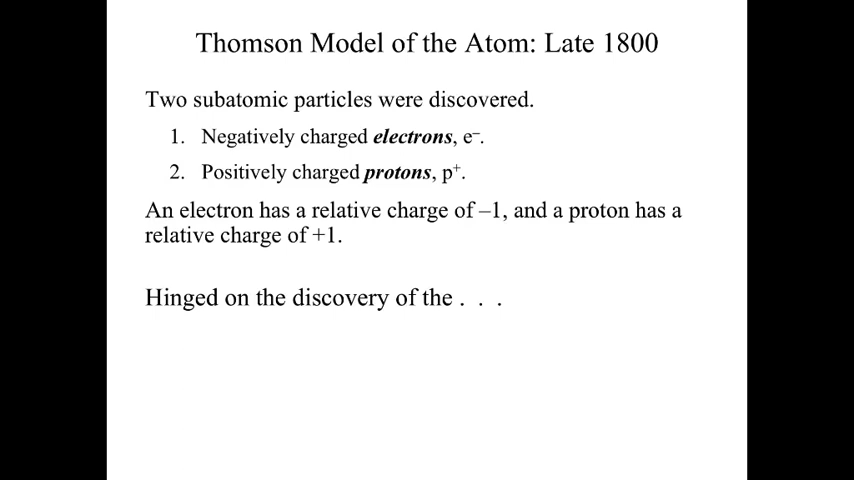 Thomson Model of the Atom: Late 1800
Two subatomic particles were discovered.
1. Negatively charged electrons, e⁻.
2. Positively charged protons, p⁺.
An electron has a relative charge of –1, and a proton has a
relative charge of +1.
Hinged on the discovery of the . . .